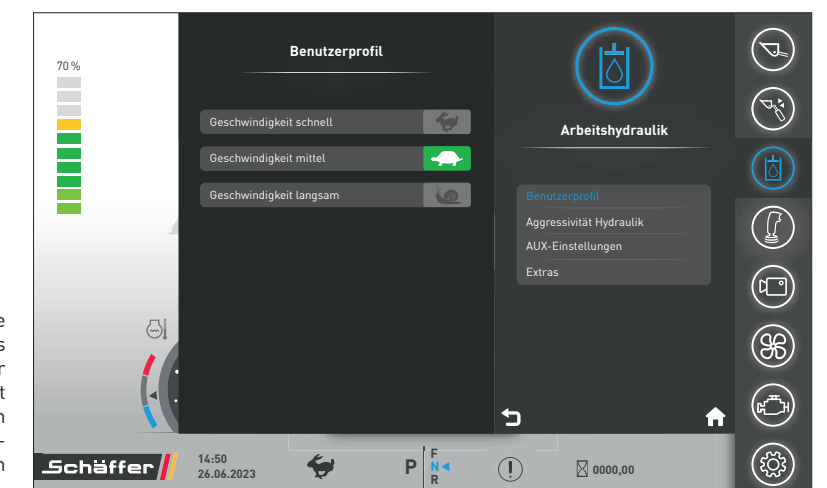 70 %
Benutzerprofil
Geschwindigkeit schnell
Geschwindigkeit mittel
Geschwindigkeit langsam
Arbeitshydraulik
Benutzerprofil
Aggressivität Hydraulik
AUX-Einstellungen
Extras
e
s
r
t
n
-
n
Schäffer
14:50
26.06.2023
P
F
N
R
0000,00